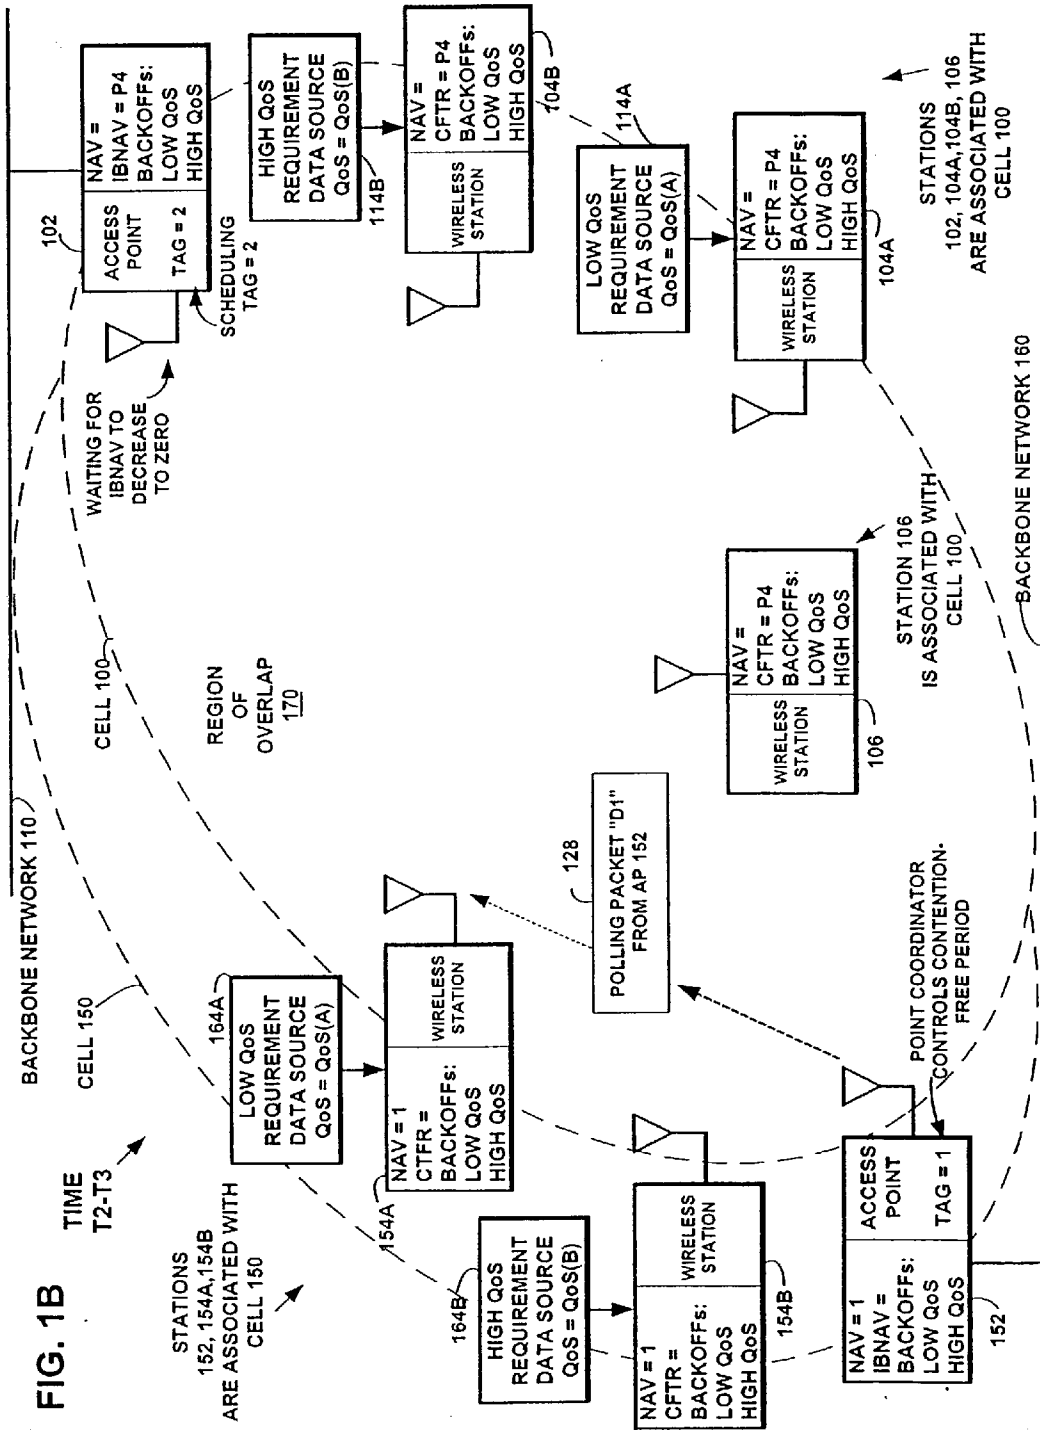 FIG. 1B
TIME
T2-T3
BACKBONE NETWORK 110
CELL 150
CELL 100
REGION
OF
OVERLAP
170
STATIONS
152, 154A,154B
ARE ASSOCIATED WITH
CELL 150
164A
LOW QoS
REQUIREMENT
DATA SOURCE
QoS = QoS(A)
154A
NAV = 1
CTFR =
BACKOFFs:
LOW QoS
HIGH QoS
WIRELESS
STATION
164B
HIGH QoS
REQUIREMENT
DATA SOURCE
QoS = QoS(B)
NAV = 1
CFTR =
BACKOFFs:
LOW QoS
HIGH QoS
WIRELESS
STATION
154B
NAV = 1
IBNAV =
BACKOFFs:
LOW QoS
HIGH QoS
ACCESS
POINT
TAG = 1
152
POINT COORDINATOR
CONTROLS CONTENTION-
FREE PERIOD
128
POLLING PACKET "D1"
FROM AP 152
WAITING FOR
IBNAV TO
DECREASE
TO ZERO
102
ACCESS
POINT
TAG = 2
NAV =
IBNAV = P4
BACKOFFs:
LOW QoS
HIGH QoS
SCHEDULING
TAG = 2
HIGH QoS
REQUIREMENT
DATA SOURCE
QoS = QoS(B)
114B
WIRELESS
STATION
NAV =
CFTR = P4
BACKOFFs:
LOW QoS
HIGH QoS
104B
LOW QoS
REQUIREMENT
DATA SOURCE
QoS = QoS(A)
114A
WIRELESS
STATION
NAV =
CFTR = P4
BACKOFFs:
LOW QoS
HIGH QoS
104A
WIRELESS
STATION
NAV =
CFTR = P4
BACKOFFs:
LOW QoS
HIGH QoS
106
STATION 106
IS ASSOCIATED WITH
CELL 100
STATIONS
102, 104A,104B, 106
ARE ASSOCIATED WITH
CELL 100
BACKBONE NETWORK 160